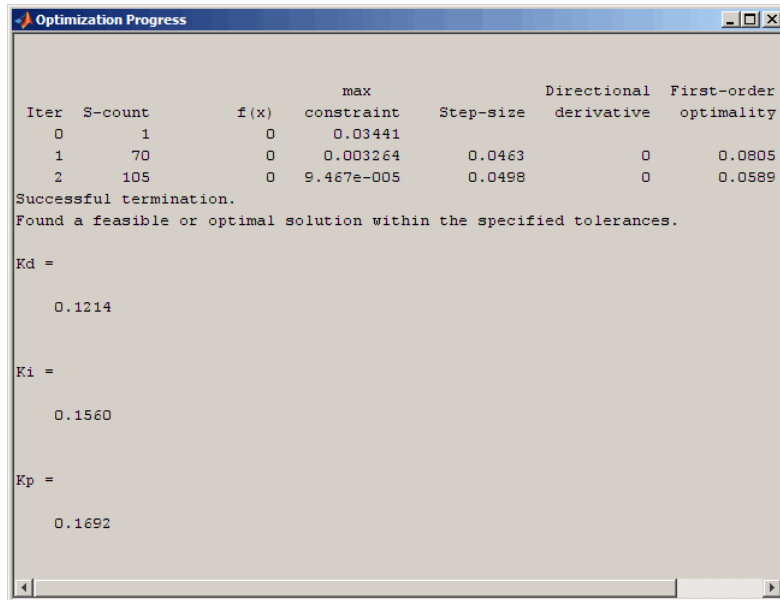 Optimization Progress
max Directional First-order
Iter S-count f(x) constraint Step-size derivative optimality
0 1 0 0.03441
1 70 0 0.003264 0.0463 0 0.0805
2 105 0 9.467e-005 0.0498 0 0.0589
Successful termination.
Found a feasible or optimal solution within the specified tolerances.
Kd =
0.1214
Ki =
0.1560
Kp =
0.1692